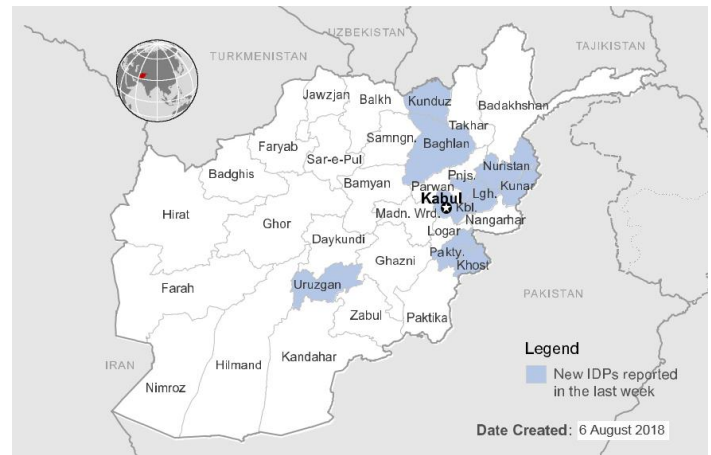 UZBEKISTAN
TURKMENISTAN
TAJIKISTAN
Jawzjan
Balkh
Kunduz
Badakhshan
Takhar
Samngn.
Baghlan
Faryab
Sar-e-Pul
Nuristan
Badghis
Pnjs.
Bamyan
Parwan
Kunar
Lgh.
Kabul
Kbl.
Hirat
Madn. Wrd.
Nangarhar
Ghor
Logar
Daykundi
Pakty.
Ghazni
Khost
Farah
Uruzgan
PAKISTAN
Zabul
Paktika
Legend
Kandahar
IRAN
Hilmand
New IDPs reported
in the last week
Nimroz
Date Created: 6 August 2018